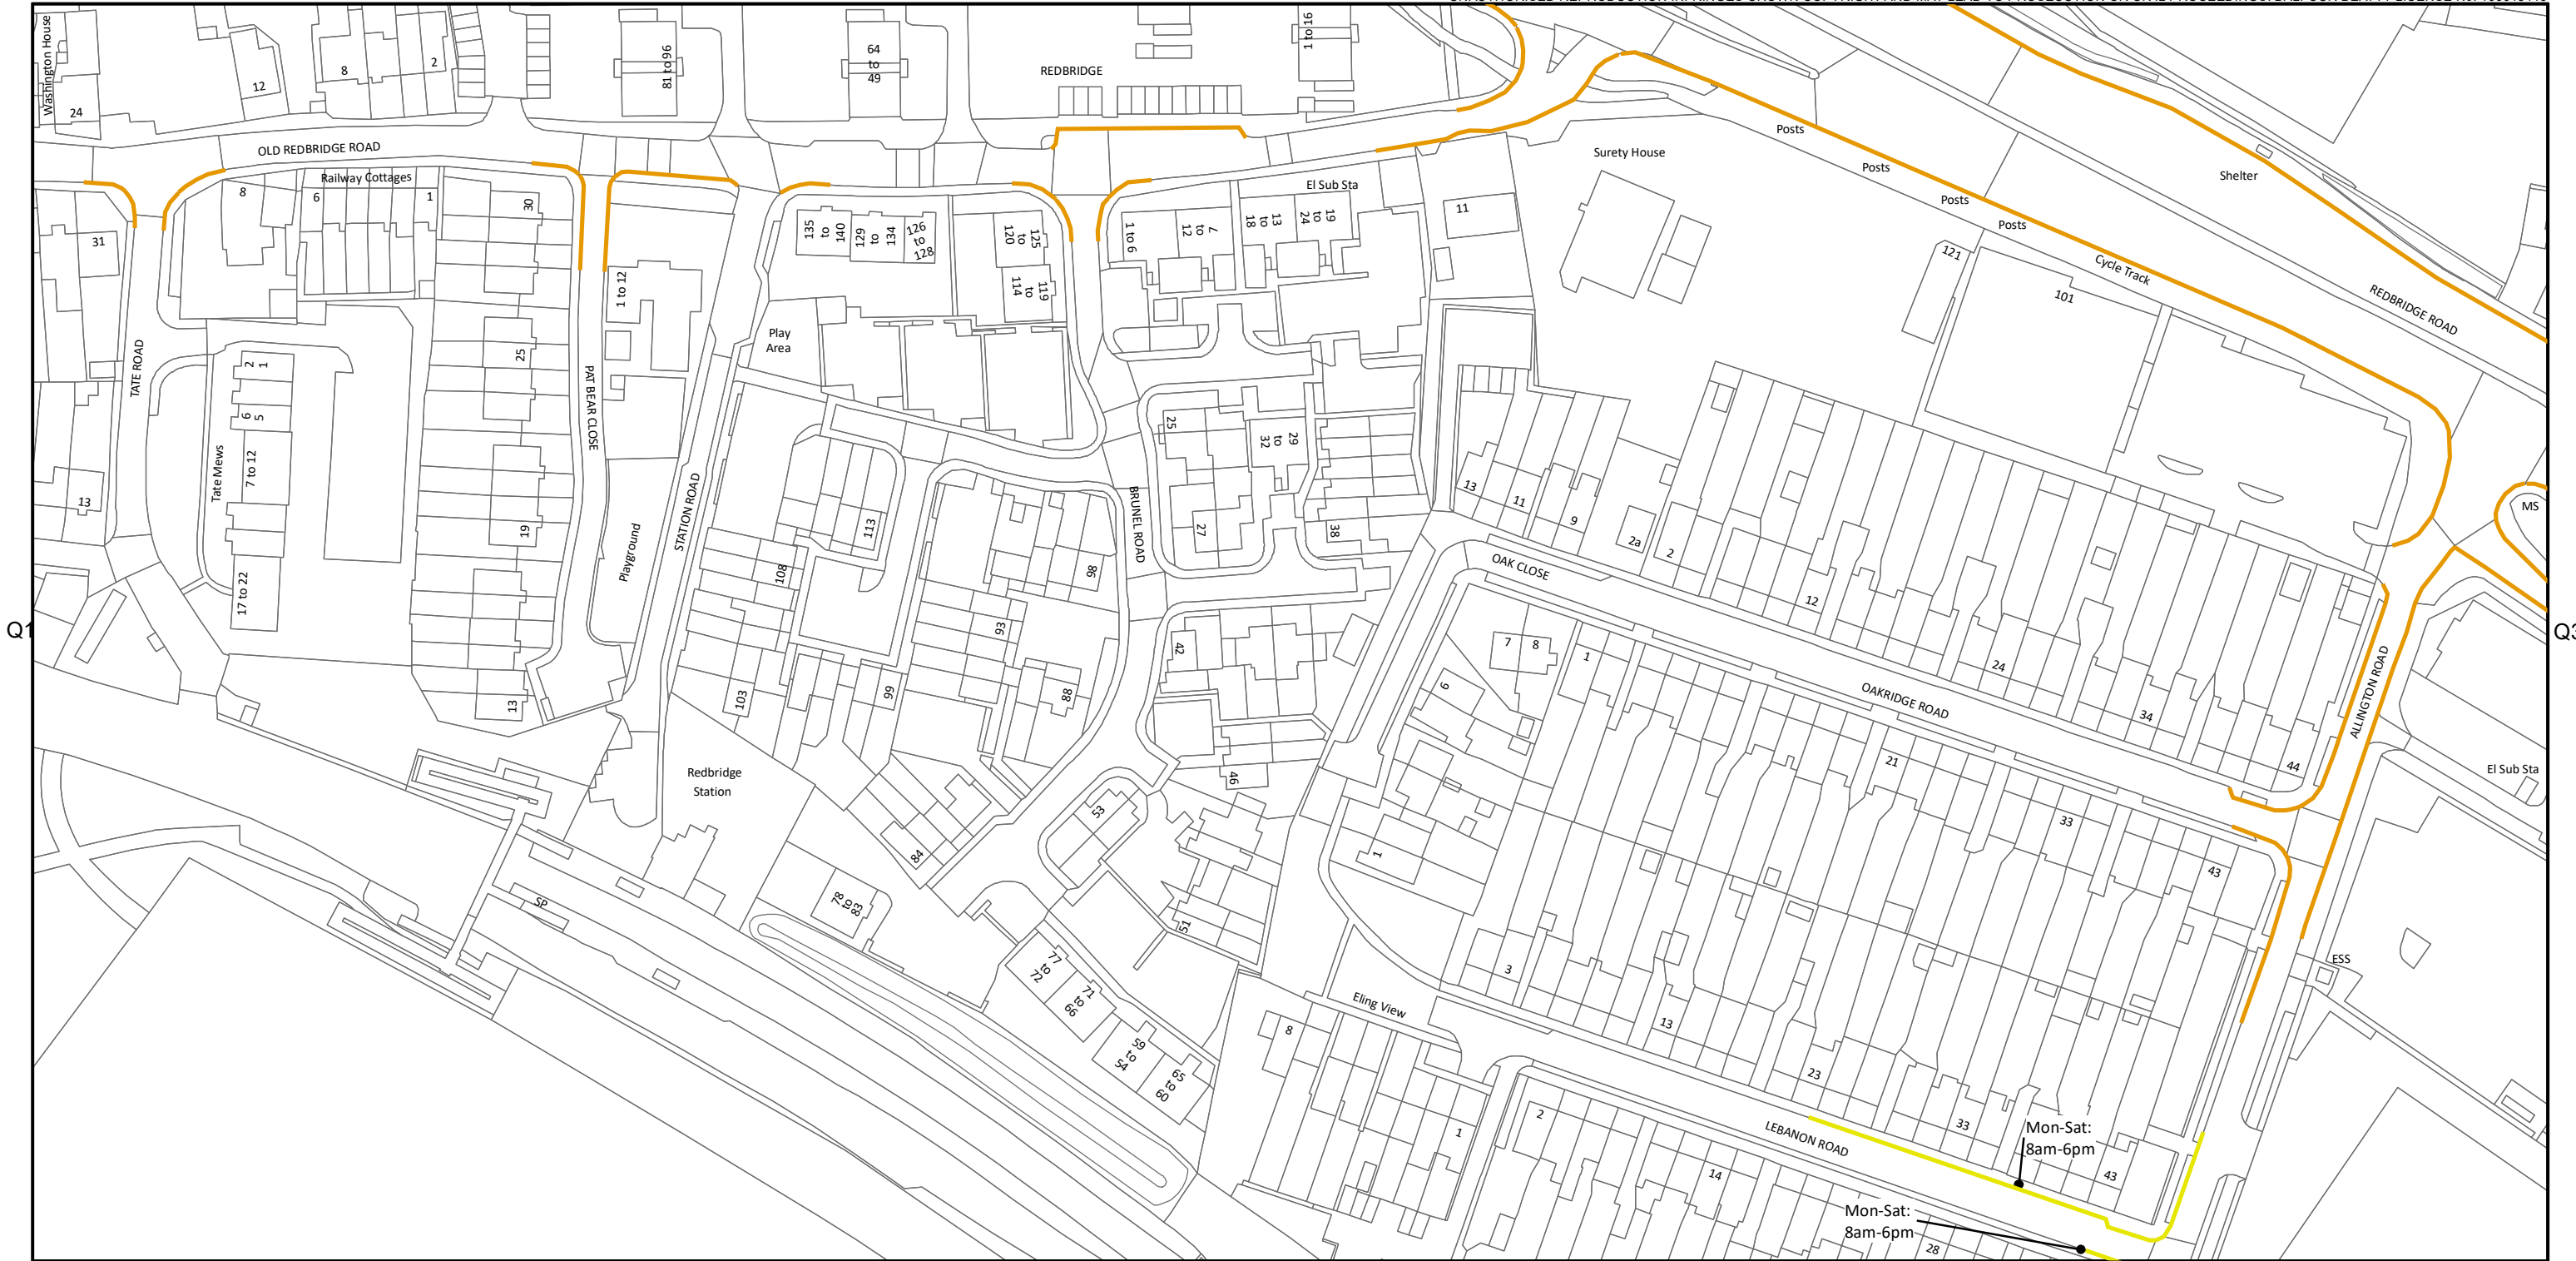 Washington House
24
12
8
2
81 to 96
64
to
49
REDBRIDGE
1 to 16
OLD REDBRIDGE ROAD
Railway Cottages
8
6
1
30
31
TATE ROAD
13
2
1
6
5
7 to 12
Tate Mews
17 to 22
25
19
13
PAT BEAR CLOSE
1 to 12
Playground
STATION ROAD
Play
Area
135
to
140
129
to
134
126
to
128
125
to
120
119
to
114
1 to 6
7
to
12
13
to
18
19
to
24
El Sub Sta
11
Surety House
Posts
Posts
Posts
Posts
Shelter
Cycle Track
REDBRIDGE ROAD
121
101
MS
Q1
Q3
113
108
103
99
98
93
88
84
BRUNEL ROAD
25
27
29
to
32
38
42
46
53
51
13
11
9
2a
2
12
24
34
44
OAK CLOSE
OAKRIDGE ROAD
ALLINGTON ROAD
El Sub Sta
7
8
6
1
1
21
33
43
3
13
23
33
43
Redbridge
Station
SP
78
to
83
77
to
72
71
to
66
59
to
54
65
to
60
Eling View
8
1
2
14
28
LEBANON ROAD
ESS
Mon-Sat:
8am-6pm
Mon-Sat:
8am-6pm